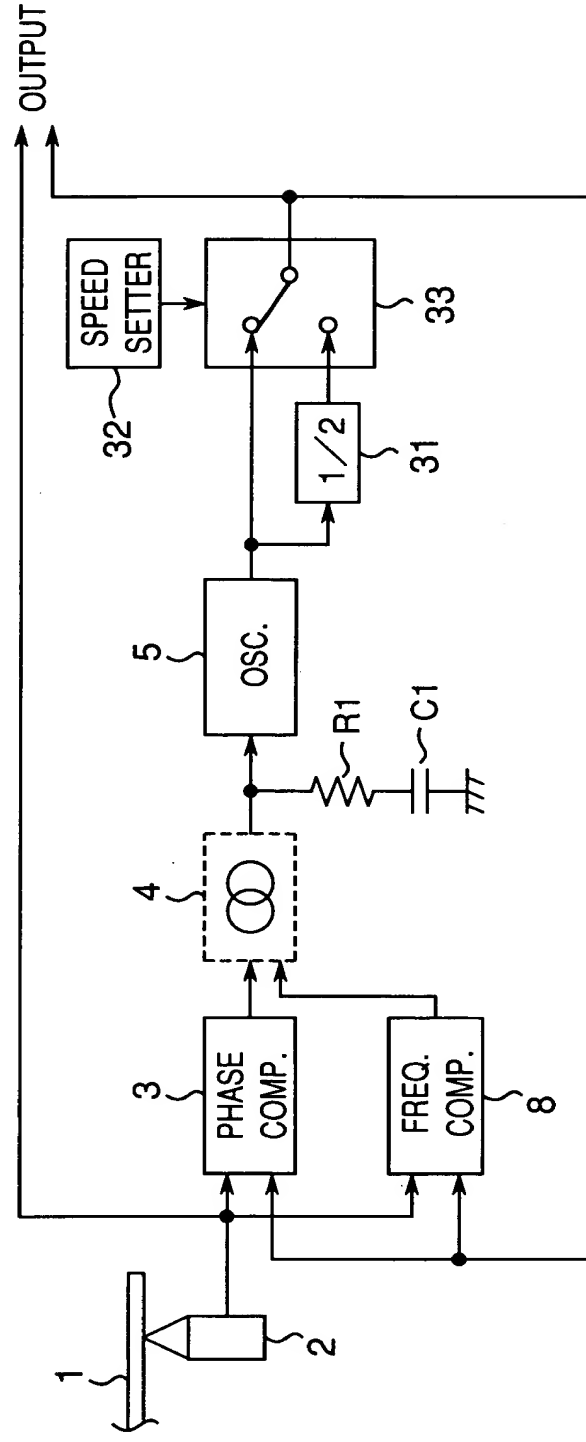 OUTPUT
SPEED
SETTER
32
33
1/2
31
5
OSC.
R1
C1
4
3
PHASE
COMP.
FREQ.
COMP.
8
1
2